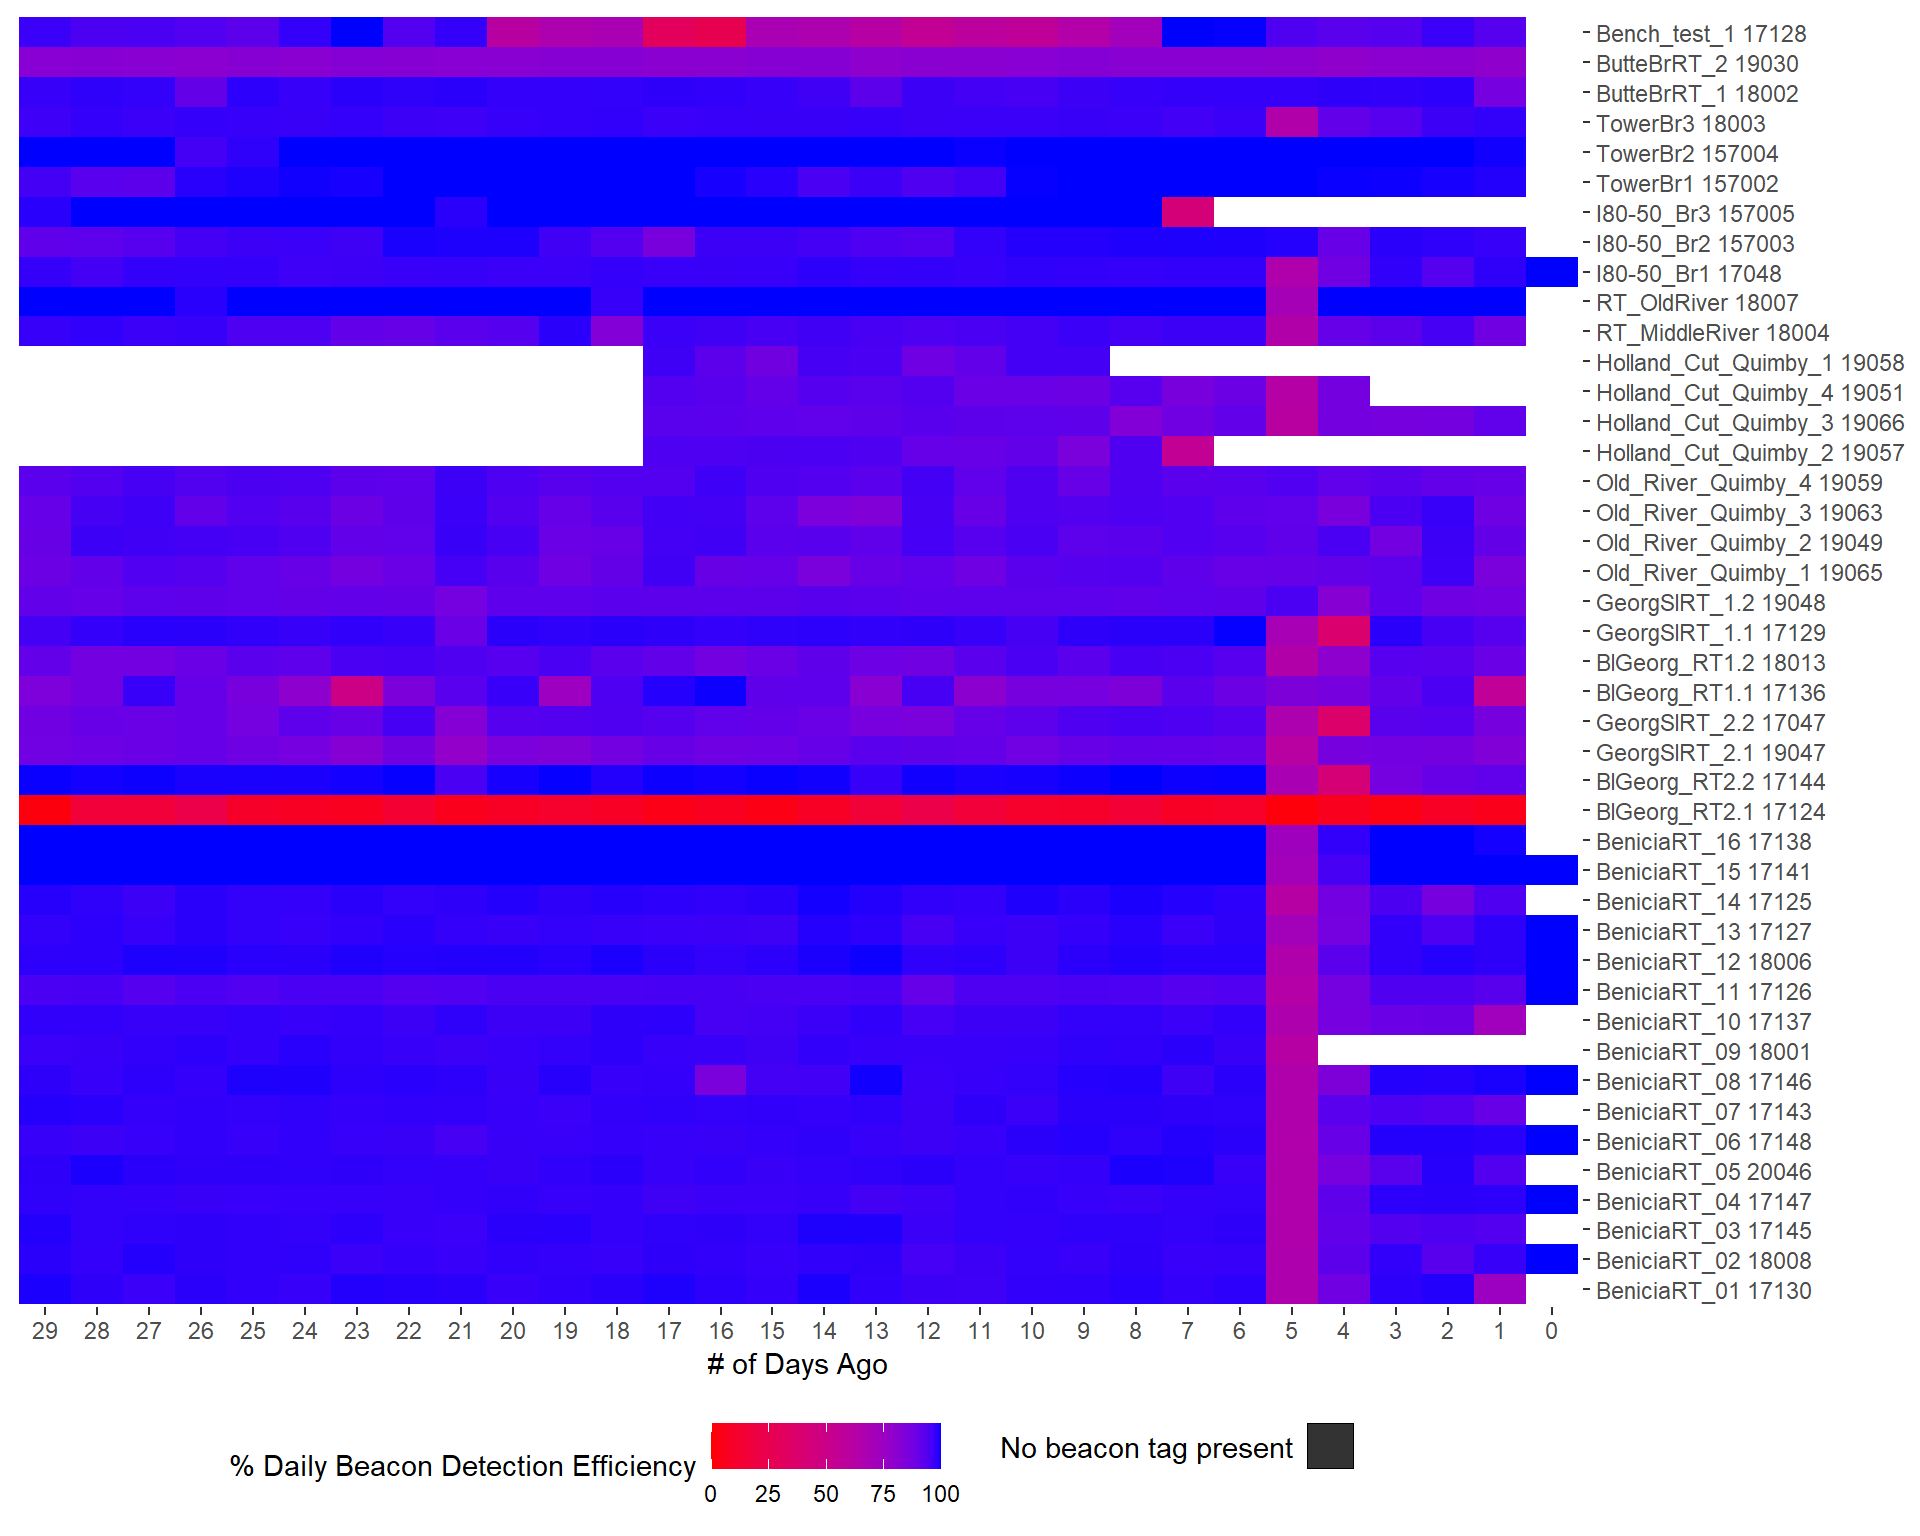 Bench_test_1 17128
ButteBrRT_2 19030
ButteBrRT_1 18002
TowerBr3 18003
TowerBr2 157004
TowerBr1 157002
I80-50_Br3 157005
I80-50_Br2 157003
I80-50_Br1 17048
RT_OldRiver 18007
RT_MiddleRiver 18004
Holland_Cut_Quimby_1 19058
Holland_Cut_Quimby_4 19051
Holland_Cut_Quimby_3 19066
Holland_Cut_Quimby_2 19057
Old_River_Quimby_4 19059
Old_River_Quimby_3 19063
Old_River_Quimby_2 19049
Old_River_Quimby_1 19065
GeorgSlRT_1.2 19048
GeorgSlRT_1.1 17129
BlGeorg_RT1.2 18013
BlGeorg_RT1.1 17136
GeorgSlRT_2.2 17047
GeorgSlRT_2.1 19047
BlGeorg_RT2.2 17144
BlGeorg_RT2.1 17124
BeniciaRT_16 17138
BeniciaRT_15 17141
BeniciaRT_14 17125
BeniciaRT_13 17127
BeniciaRT_12 18006
BeniciaRT_11 17126
BeniciaRT_10 17137
BeniciaRT_09 18001
BeniciaRT_08 17146
BeniciaRT_07 17143
BeniciaRT_06 17148
BeniciaRT_05 20046
BeniciaRT_04 17147
BeniciaRT_03 17145
BeniciaRT_02 18008
BeniciaRT_01 17130
29 28 27 26 25 24 23 22 21 20 19 18 17 16 15 14 13 12 11 10 9 8 7 6 5 4 3 2 1 0
# of Days Ago
% Daily Beacon Detection Efficiency
0 25 50 75 100
No beacon tag present